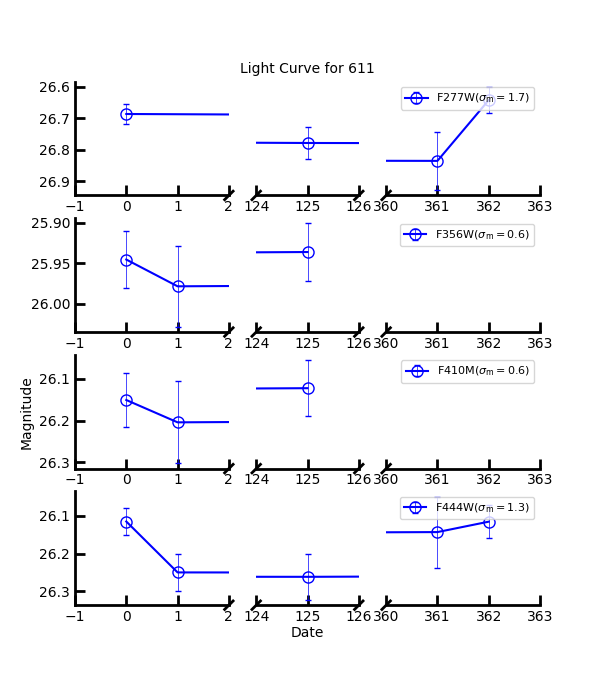 Light Curve for 611
26.6
26.7
26.8
26.9
F277W(σm̅ = 1.7)
−1 0 1 2 124 125 126 360 361 362 363
25.90
25.95
26.00
F356W(σm̅ = 0.6)
−1 0 1 2 124 125 126 360 361 362 363
Magnitude
26.1
26.2
26.3
F410M(σm̅ = 0.6)
−1 0 1 2 124 125 126 360 361 362 363
26.1
26.2
26.3
F444W(σm̅ = 1.3)
−1 0 1 2 124 125 126 360 361 362 363
Date